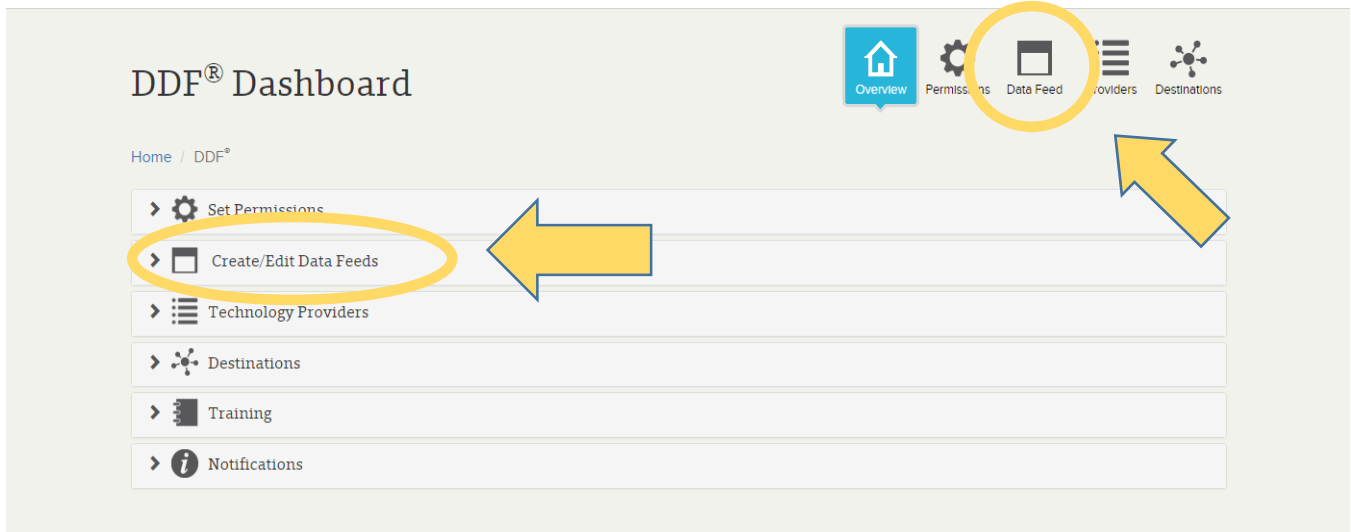 DDF® Dashboard
Overview Permissions Data Feed Providers Destinations
Home / DDF®
Set Permissions
Create/Edit Data Feeds
Technology Providers
Destinations
Training
Notifications